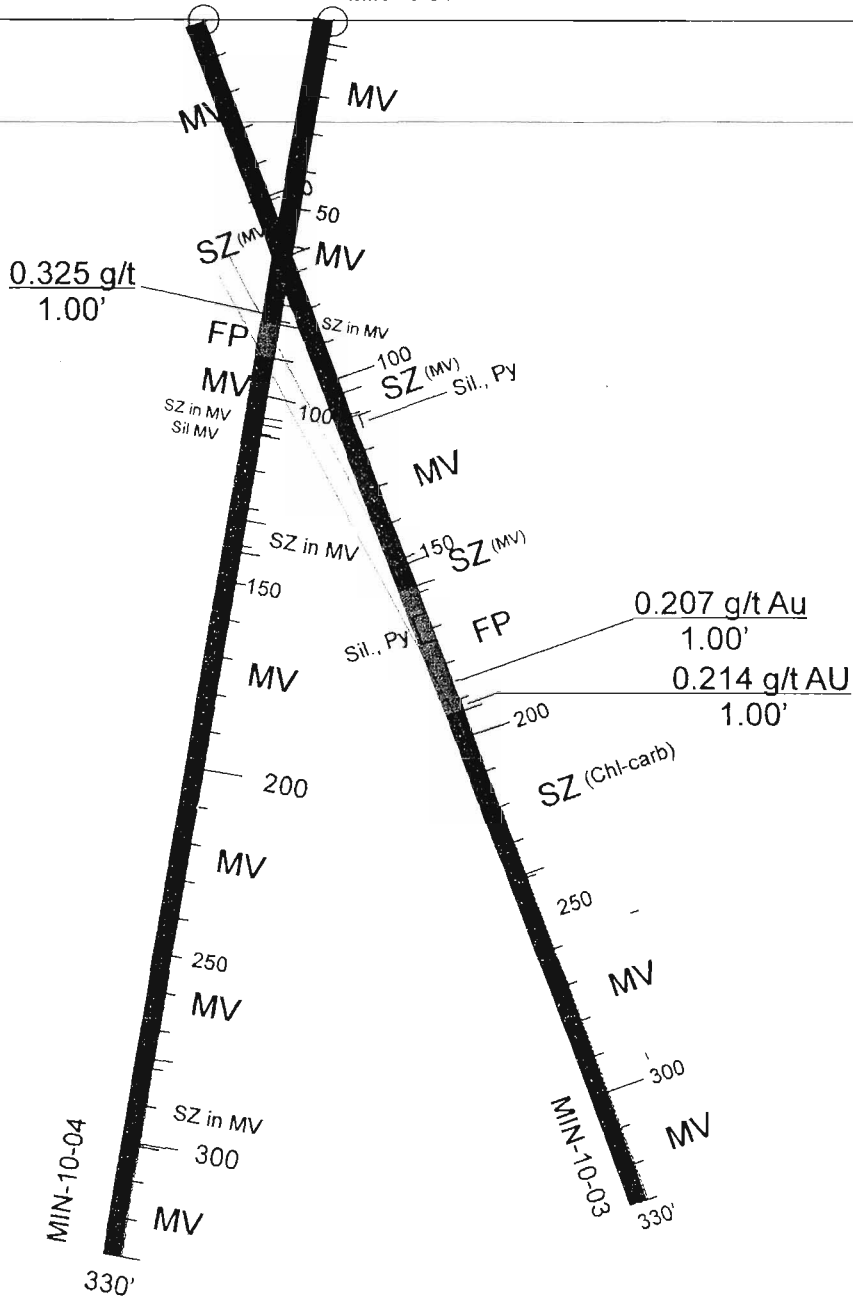 MV
MV
50
SZ (MV
MV
0.325 g/t
1.00'
SZ in MV
FP
100
SZ (MV)
Sil., Py
MV
SZ in MV
Sil MV
100
MV
SZ in MV
150
SZ (MV)
150
0.207 g/t Au
1.00'
FP
Sil., Py
0.214 g/t AU
1.00'
MV
200
SZ (Chl-carb)
200
MV
250
250
MV
MV
300
SZ in MV
MIN-10-04
MIN-10-03
MV
300
MV
330'
330'